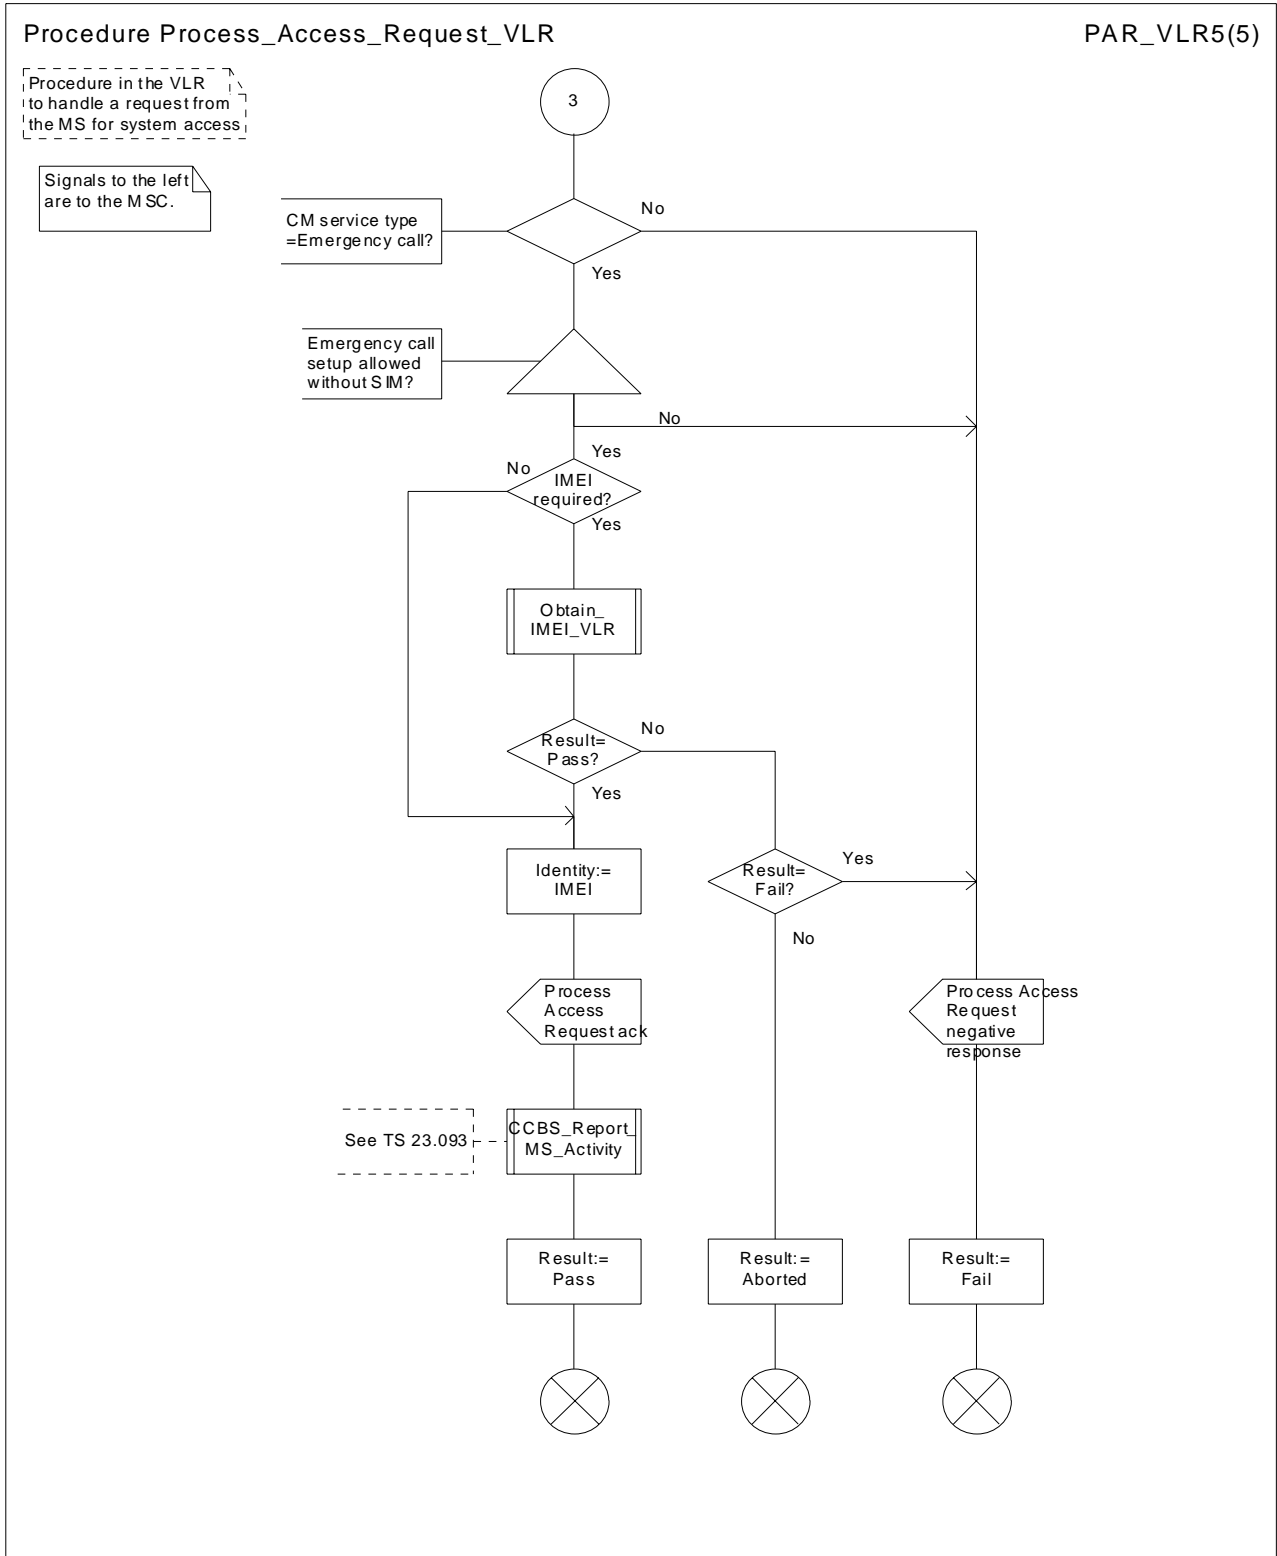 Procedure Process_Access_Request_VLR
PAR_VLR5(5)
Procedure in the VLR
to handle a request from
the MS for system access
3
Signals to the left
are to the MSC.
CM service type
=Emergency call?
No
Yes
Emergency call
setup allowed
without SIM?
No
Yes
No
IMEI
required?
Yes
Obtain_
IMEI_VLR
No
Result=
Pass?
Yes
Identity:=
IMEI
Result=
Fail?
Yes
No
Process
Access
Request ack
Process Access
Request
negative
response
See TS 23.093
CCBS_Report_
MS_Activity
Result:=
Pass
Result:=
Aborted
Result:=
Fail